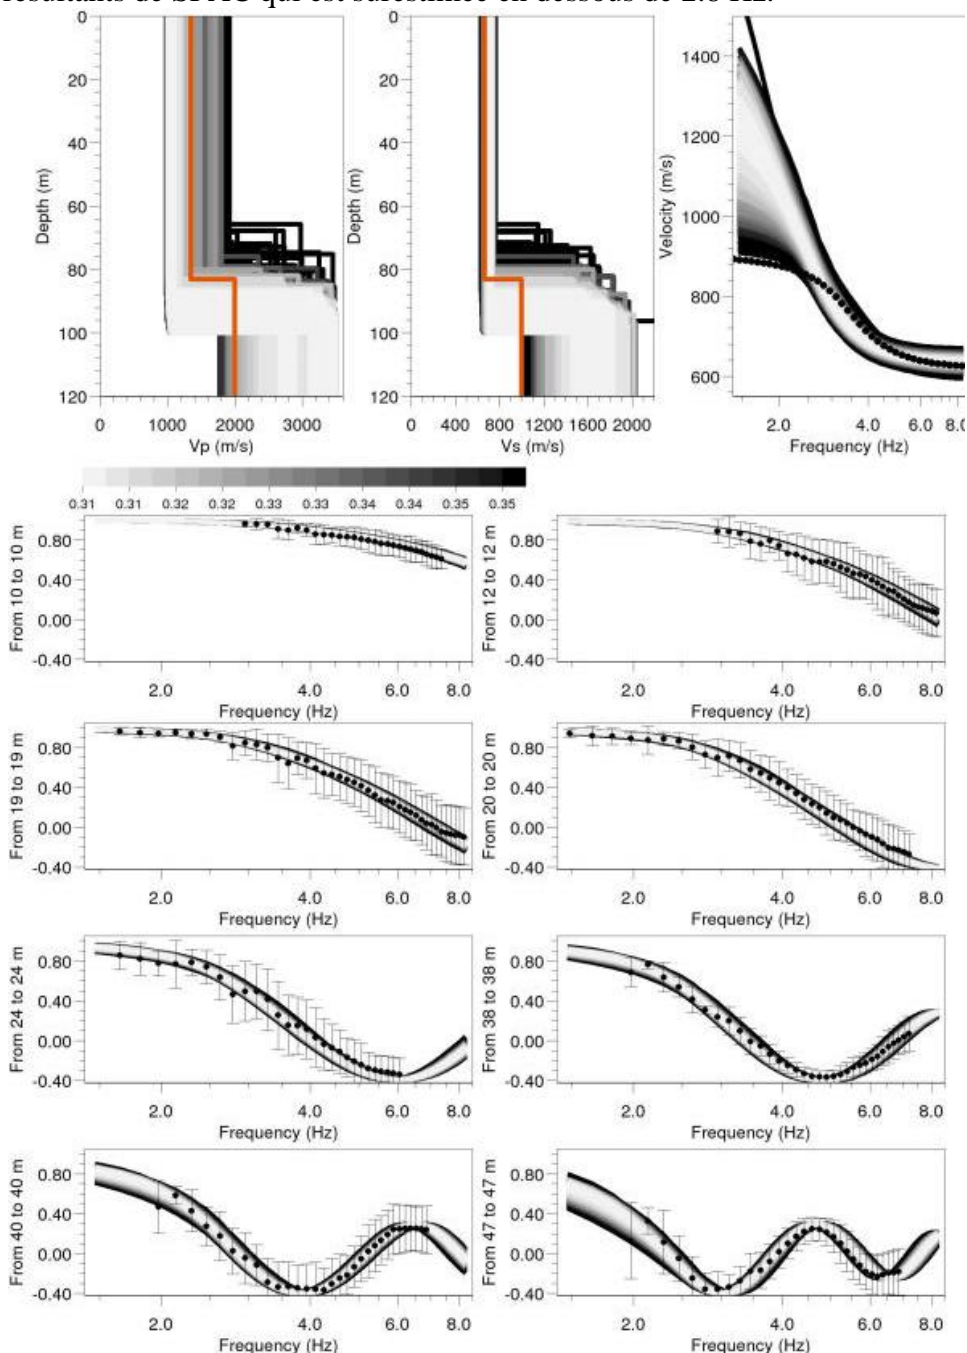 résultants de SPAC qui est surestimée en dessous de 2.8 Hz.
0 0 1400
20 20
40 40 1200
60 60 1000
80 80 800
100 100
120 120 600
Depth (m) Depth (m) Velocity (m/s)
0 1000 2000 3000 0 400 800 1200 1600 2000 2.0 4.0 6.0 8.0
Vp (m/s) Vs (m/s) Frequency (Hz)
0.31 0.31 0.32 0.32 0.33 0.33 0.34 0.34 0.35 0.35
From 10 to 10 m From 12 to 12 m
0.80 0.80
0.40 0.40
0.00 0.00
-0.40 -0.40
2.0 4.0 6.0 8.0 2.0 4.0 6.0 8.0
Frequency (Hz) Frequency (Hz)
From 19 to 19 m From 20 to 20 m
0.80 0.80
0.40 0.40
0.00 0.00
-0.40 -0.40
2.0 4.0 6.0 8.0 2.0 4.0 6.0 8.0
Frequency (Hz) Frequency (Hz)
From 24 to 24 m From 38 to 38 m
0.80 0.80
0.40 0.40
0.00 0.00
-0.40 -0.40
2.0 4.0 6.0 8.0 2.0 4.0 6.0 8.0
Frequency (Hz) Frequency (Hz)
From 40 to 40 m From 47 to 47 m
0.80 0.80
0.40 0.40
0.00 0.00
-0.40 -0.40
2.0 4.0 6.0 8.0 2.0 4.0 6.0 8.0
Frequency (Hz) Frequency (Hz)